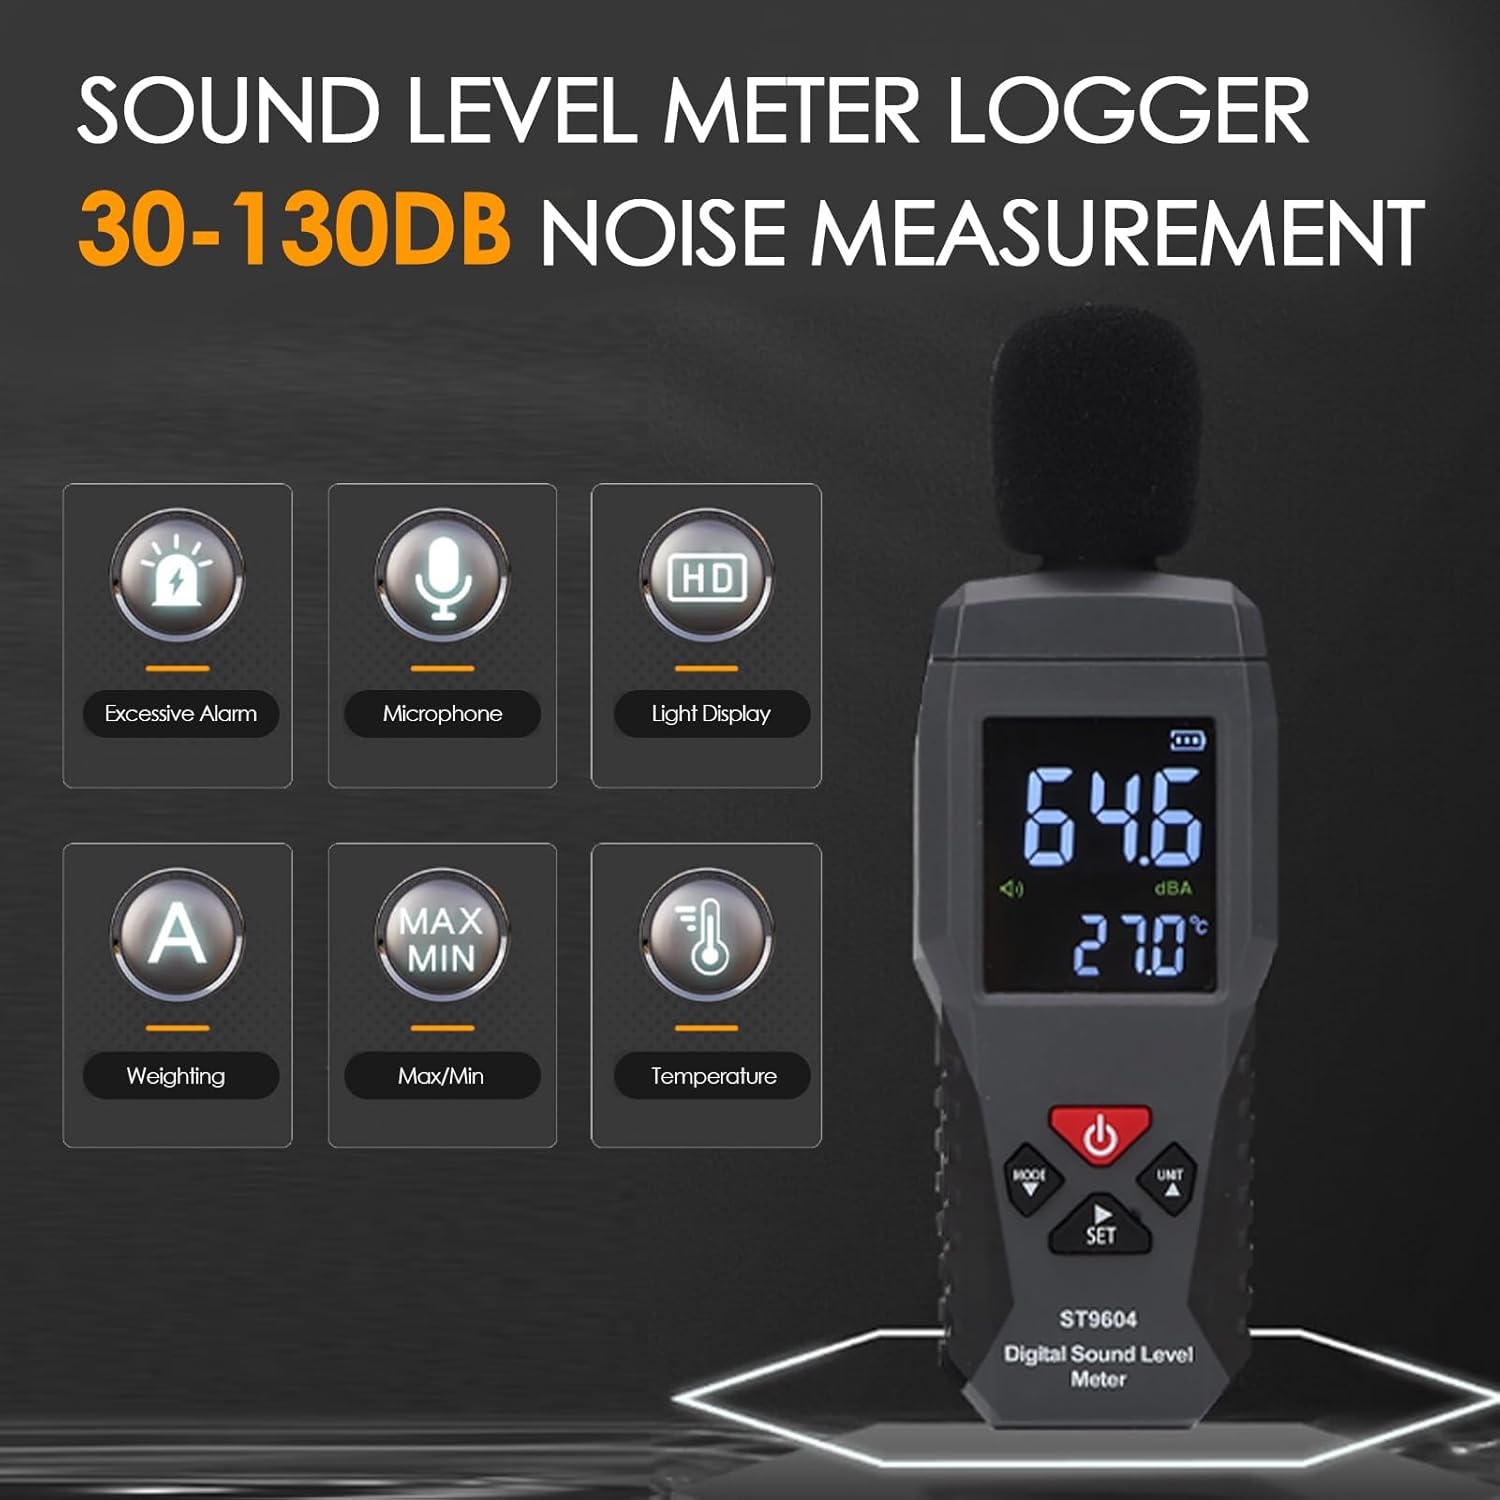 SOUND LEVEL METER LOGGER
30-130DB NOISE MEASUREMENT
HD
Excessive Alarm
Microphone
Light Display
A
MAX
MIN
Weighting
Max/Min
Temperature
64.6
dBA
27.0°C
MODE
UNIT
SET
ST9604
Digital Sound Level
Meter